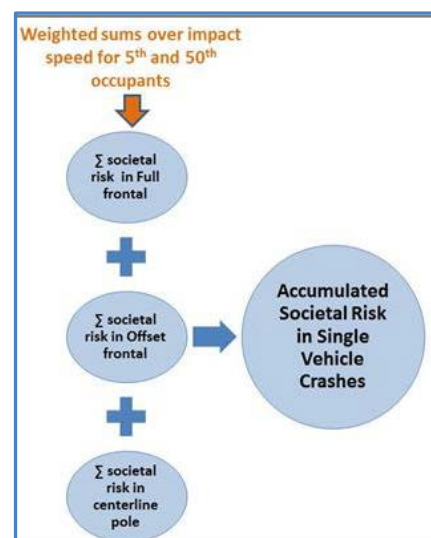 Weighted sums over impact
speed for 5th and 50th
occupants
∑ societal
risk in Full
frontal
∑ societal
risk in Offset
frontal
Accumulated
Societal Risk
in Single
Vehicle
Crashes
∑ societal
risk in
centerline
pole